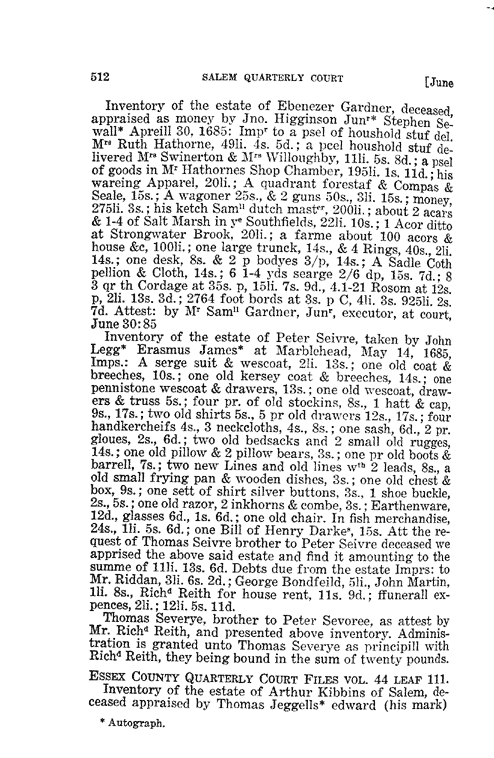 512 SALEM QUARTERLY COURT [June
Inventory of the estate of Ebenezer Gardner, deceased,
appraised as money by Jno. Higginson Junʳ* Stephen Se-
wall* Apreill 30, 1685: Impʳ to a psel of houshold stuf del.
Mʳˢ Ruth Hathorne, 49li. 4s. 5d.; a pcel houshold stuf de-
livered Mʳˢ Swinerton & Mʳˢ Willoughby, 11li. 5s. 8d.; a psel
of goods in Mʳ Hathornes Shop Chamber, 195li. 1s. 11d.; his
wareing Apparel, 20li.; A quadrant forestaf & Compas &
Seale, 15s.; A wagoner 25s., & 2 guns 50s., 3li. 15s.; money,
275li. 3s.; his ketch Samˡˡ dutch mastᵉʳ, 200li.; about 2 acars
& 1-4 of Salt Marsh in yᵉ Southfields, 22li. 10s.; 1 Acor ditto
at Strongwater Brook, 20li.; a farme about 100 acors &
house &c, 100li.; one large trunck, 14s., & 4 Rings, 40s., 2li.
14s.; one desk, 8s. & 2 p bodyes 3/p, 14s.; A Sadle Coth
pellion & Cloth, 14s.; 6 1-4 yds searge 2/6 dp, 15s. 7d.; 8
3 qr th Cordage at 35s. p, 15li. 7s. 9d., 4.1-21 Rosom at 12s.
p, 2li. 13s. 3d.; 2764 foot bords at 3s. p C, 4li. 3s. 925li. 2s.
7d. Attest: by Mʳ Samˡˡ Gardner, Junʳ, executor, at court,
June 30:85
Inventory of the estate of Peter Seivre, taken by John
Legg* Erasmus James* at Marblehead, May 14, 1685,
Imps.: A serge suit & wescoat, 2li. 13s.; one old coat &
breeches, 10s.; one old kersey coat & breeches, 14s.; one
pennistone wescoat & drawers, 13s.; one old wescoat, draw-
ers & truss 5s.; four pr. of old stockins, 8s., 1 hatt & cap,
9s., 17s.; two old shirts 5s., 5 pr old drawers 12s., 17s.; four
handkercheifs 4s., 3 neckcloths, 4s., 8s.; one sash, 6d., 2 pr.
gloues, 2s., 6d.; two old bedsacks and 2 small old rugges,
14s.; one old pillow & 2 pillow bears, 3s.; one pr old boots &
barrell, 7s.; two new Lines and old lines wᵗʰ 2 leads, 8s., a
old small frying pan & wooden dishes, 3s.; one old chest &
box, 9s.; one sett of shirt silver buttons, 3s., 1 shoe buckle,
2s., 5s.; one old razor, 2 inkhorns & combe, 3s.; Earthenware,
12d., glasses 6d., 1s. 6d.; one old chair. In fish merchandise,
24s., 1li. 5s. 6d.; one Bill of Henry Darkeˢ, 15s. Att the re-
quest of Thomas Seivre brother to Peter Seivre deceased we
apprised the above said estate and find it amounting to the
summe of 11li. 13s. 6d. Debts due from the estate Imprs: to
Mr. Riddan, 3li. 6s. 2d.; George Bondfeild, 5li., John Martin,
1li. 8s., Richᵈ Reith for house rent, 11s. 9d.; ffunerall ex-
pences, 2li.; 12li. 5s. 11d.
Thomas Severye, brother to Peter Sevoree, as attest by
Mr. Richᵈ Reith, and presented above inventory. Adminis-
tration is granted unto Thomas Severye as principill with
Richᵈ Reith, they being bound in the sum of twenty pounds.
ESSEX COUNTY QUARTERLY COURT FILES VOL. 44 LEAF 111.
Inventory of the estate of Arthur Kibbins of Salem, de-
ceased appraised by Thomas Jeggells* edward (his mark)
* Autograph.